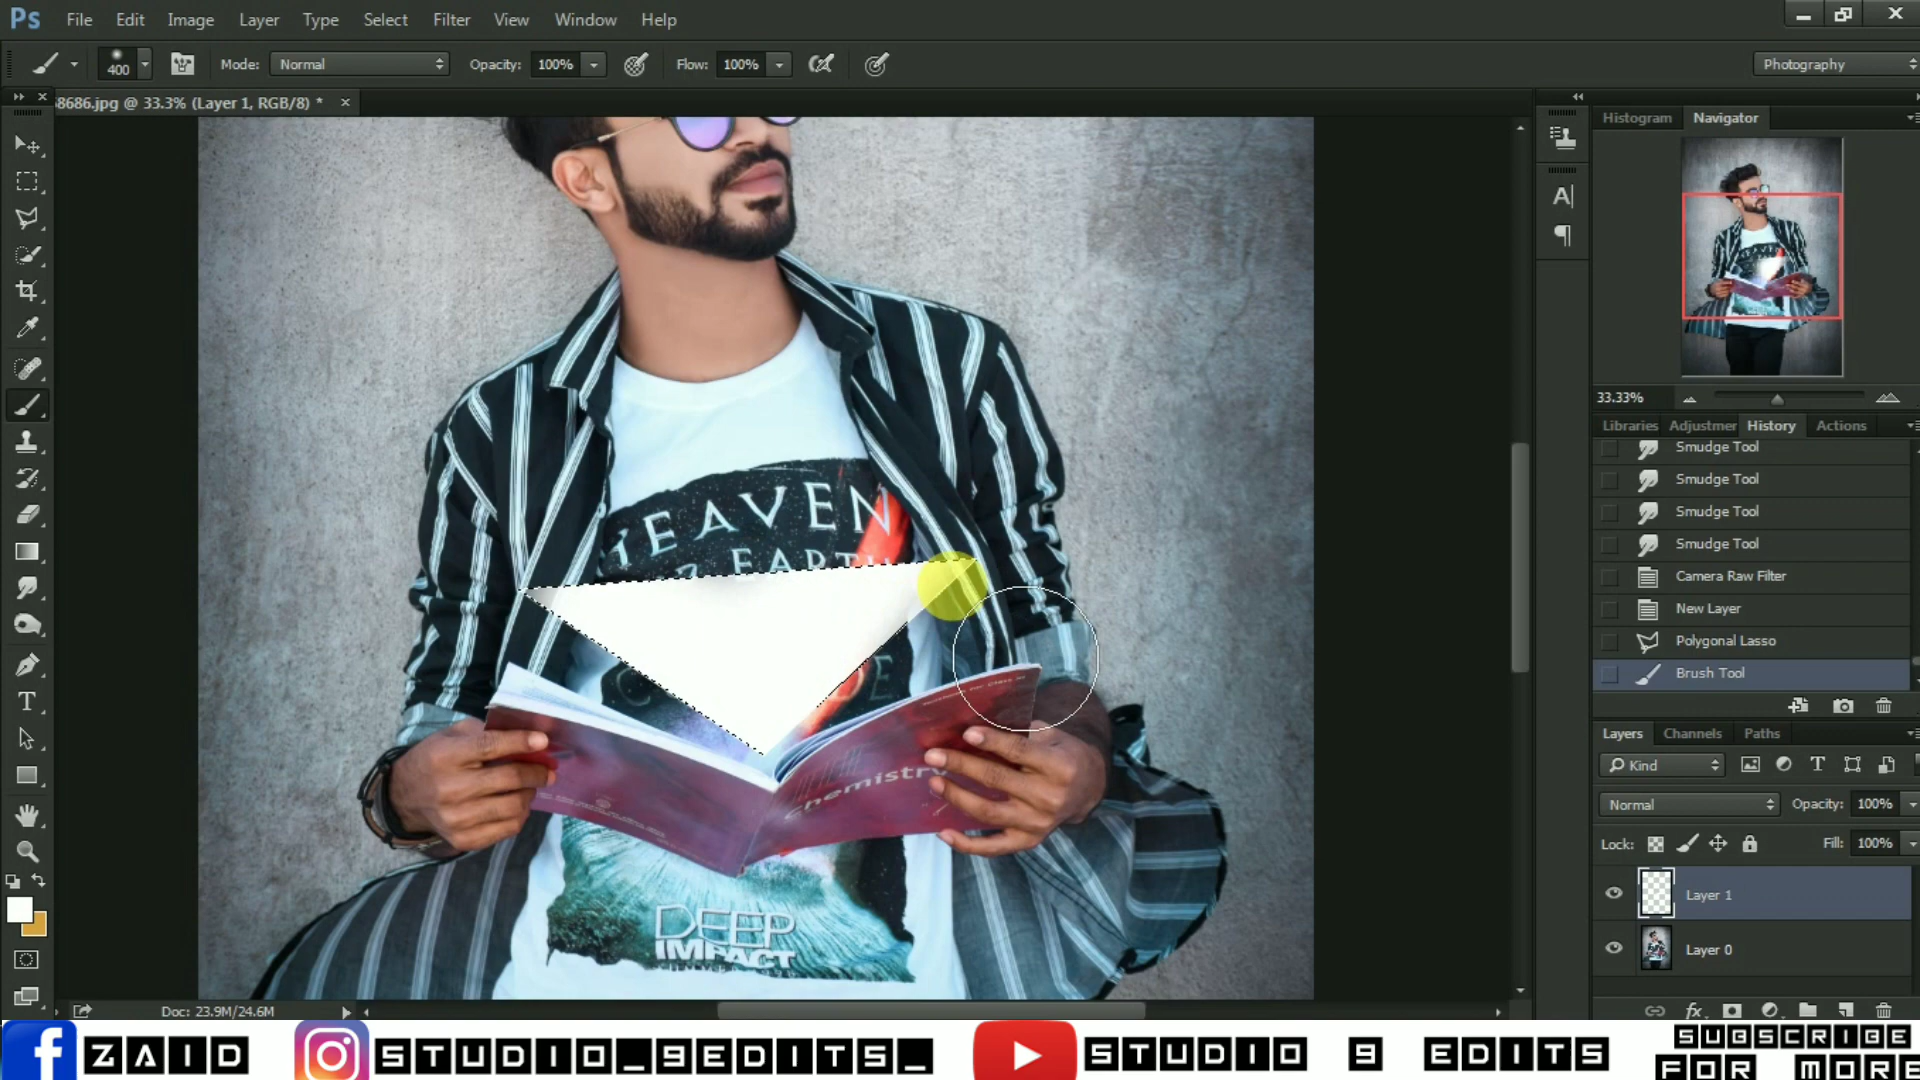 Ps File Edit Image Layer Type Select Filter View Window Help
400 Mode: Normal Opacity: 100% Flow: 100% Photography
8686.jpg @ 33.3% (Layer 1, RGB/8) *
Histogram Navigator
33.33%
Libraries Adjustmer History Actions
Smudge Tool
Smudge Tool
Smudge Tool
Smudge Tool
Camera Raw Filter
New Layer
Polygonal Lasso
Brush Tool
Layers Channels Paths
Kind
Normal Opacity: 100%
Lock: Fill: 100%
Layer 1
Layer 0
HEAVEN
EARTH
DE
Chemistry
DEEP
IMPACT
Doc: 23.9M/24.6M
ZAID STUDIO_9EDITS_ STUDIO 9 EDITS SUBSCRIBE
FOR MORE